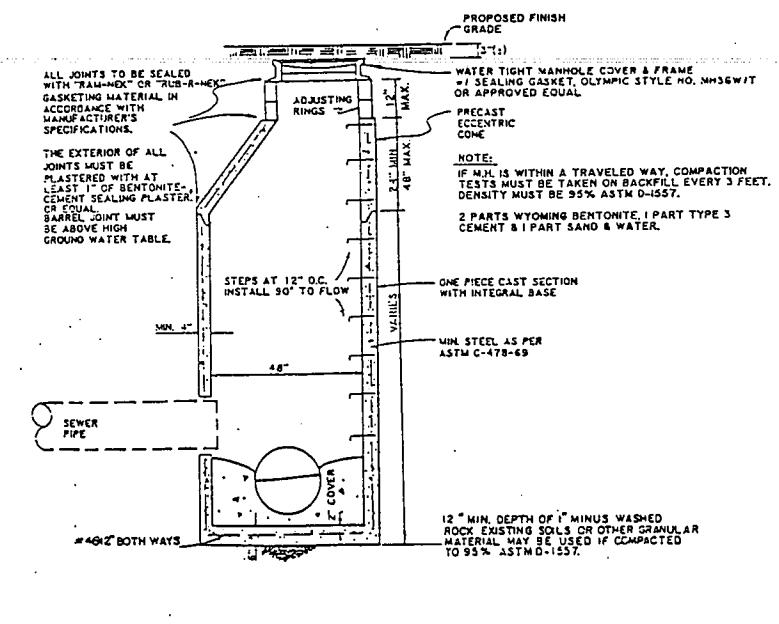 PROPOSED FINISH
GRADE
3"(±)
ALL JOINTS TO BE SEALED
WITH "RAM-NEK" OR "RUB-R-NEK"
GASKETING MATERIAL IN
ACCORDANCE WITH
MANUFACTURER'S
SPECIFICATIONS.
THE EXTERIOR OF ALL
JOINTS MUST BE
PLASTERED WITH AT
LEAST 1" OF BENTONITE-
CEMENT SEALING PLASTER,
OR EQUAL.
BARREL JOINT MUST
BE ABOVE HIGH
GROUND WATER TABLE.
ADJUSTING
RINGS
12"
MAX.
24" MIN
48" MAX.
WATER TIGHT MANHOLE COVER & FRAME
W/ SEALING GASKET, OLYMPIC STYLE NO. MH36W/T
OR APPROVED EQUAL
PRECAST
ECCENTRIC
CONE
NOTE:
IF M.H. IS WITHIN A TRAVELED WAY, COMPACTION
TESTS MUST BE TAKEN ON BACKFILL EVERY 3 FEET.
DENSITY MUST BE 95% ASTM D-1557.
2 PARTS WYOMING BENTONITE, 1 PART TYPE 3
CEMENT & 1 PART SAND & WATER.
STEPS AT 12" O.C.
INSTALL 90° TO FLOW
ONE PIECE CAST SECTION
WITH INTEGRAL BASE
VARIES
MIN. 4"
MIN. STEEL AS PER
ASTM C-478-69
48"
SEWER
PIPE
2" COVER
#4@12" BOTH WAYS
6"
12" MIN. DEPTH OF 1" MINUS WASHED
ROCK EXISTING SOILS OR OTHER GRANULAR
MATERIAL MAY BE USED IF COMPACTED
TO 95% ASTM D-1557.